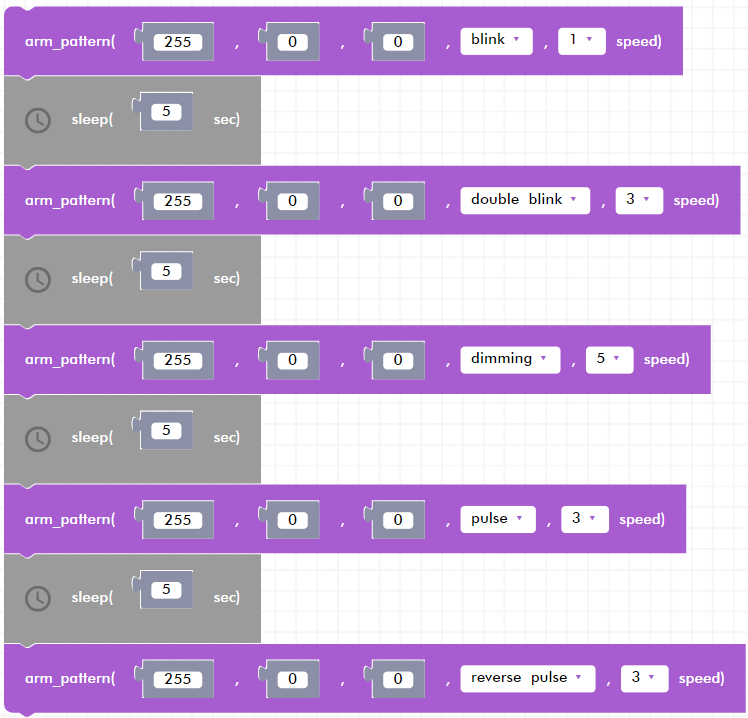 arm_pattern( 255 , 0 , 0 , blink , 1 speed)
sleep( 5 sec)
arm_pattern( 255 , 0 , 0 , double blink , 3 speed)
sleep( 5 sec)
arm_pattern( 255 , 0 , 0 , dimming , 5 speed)
sleep( 5 sec)
arm_pattern( 255 , 0 , 0 , pulse , 3 speed)
sleep( 5 sec)
arm_pattern( 255 , 0 , 0 , reverse pulse , 3 speed)